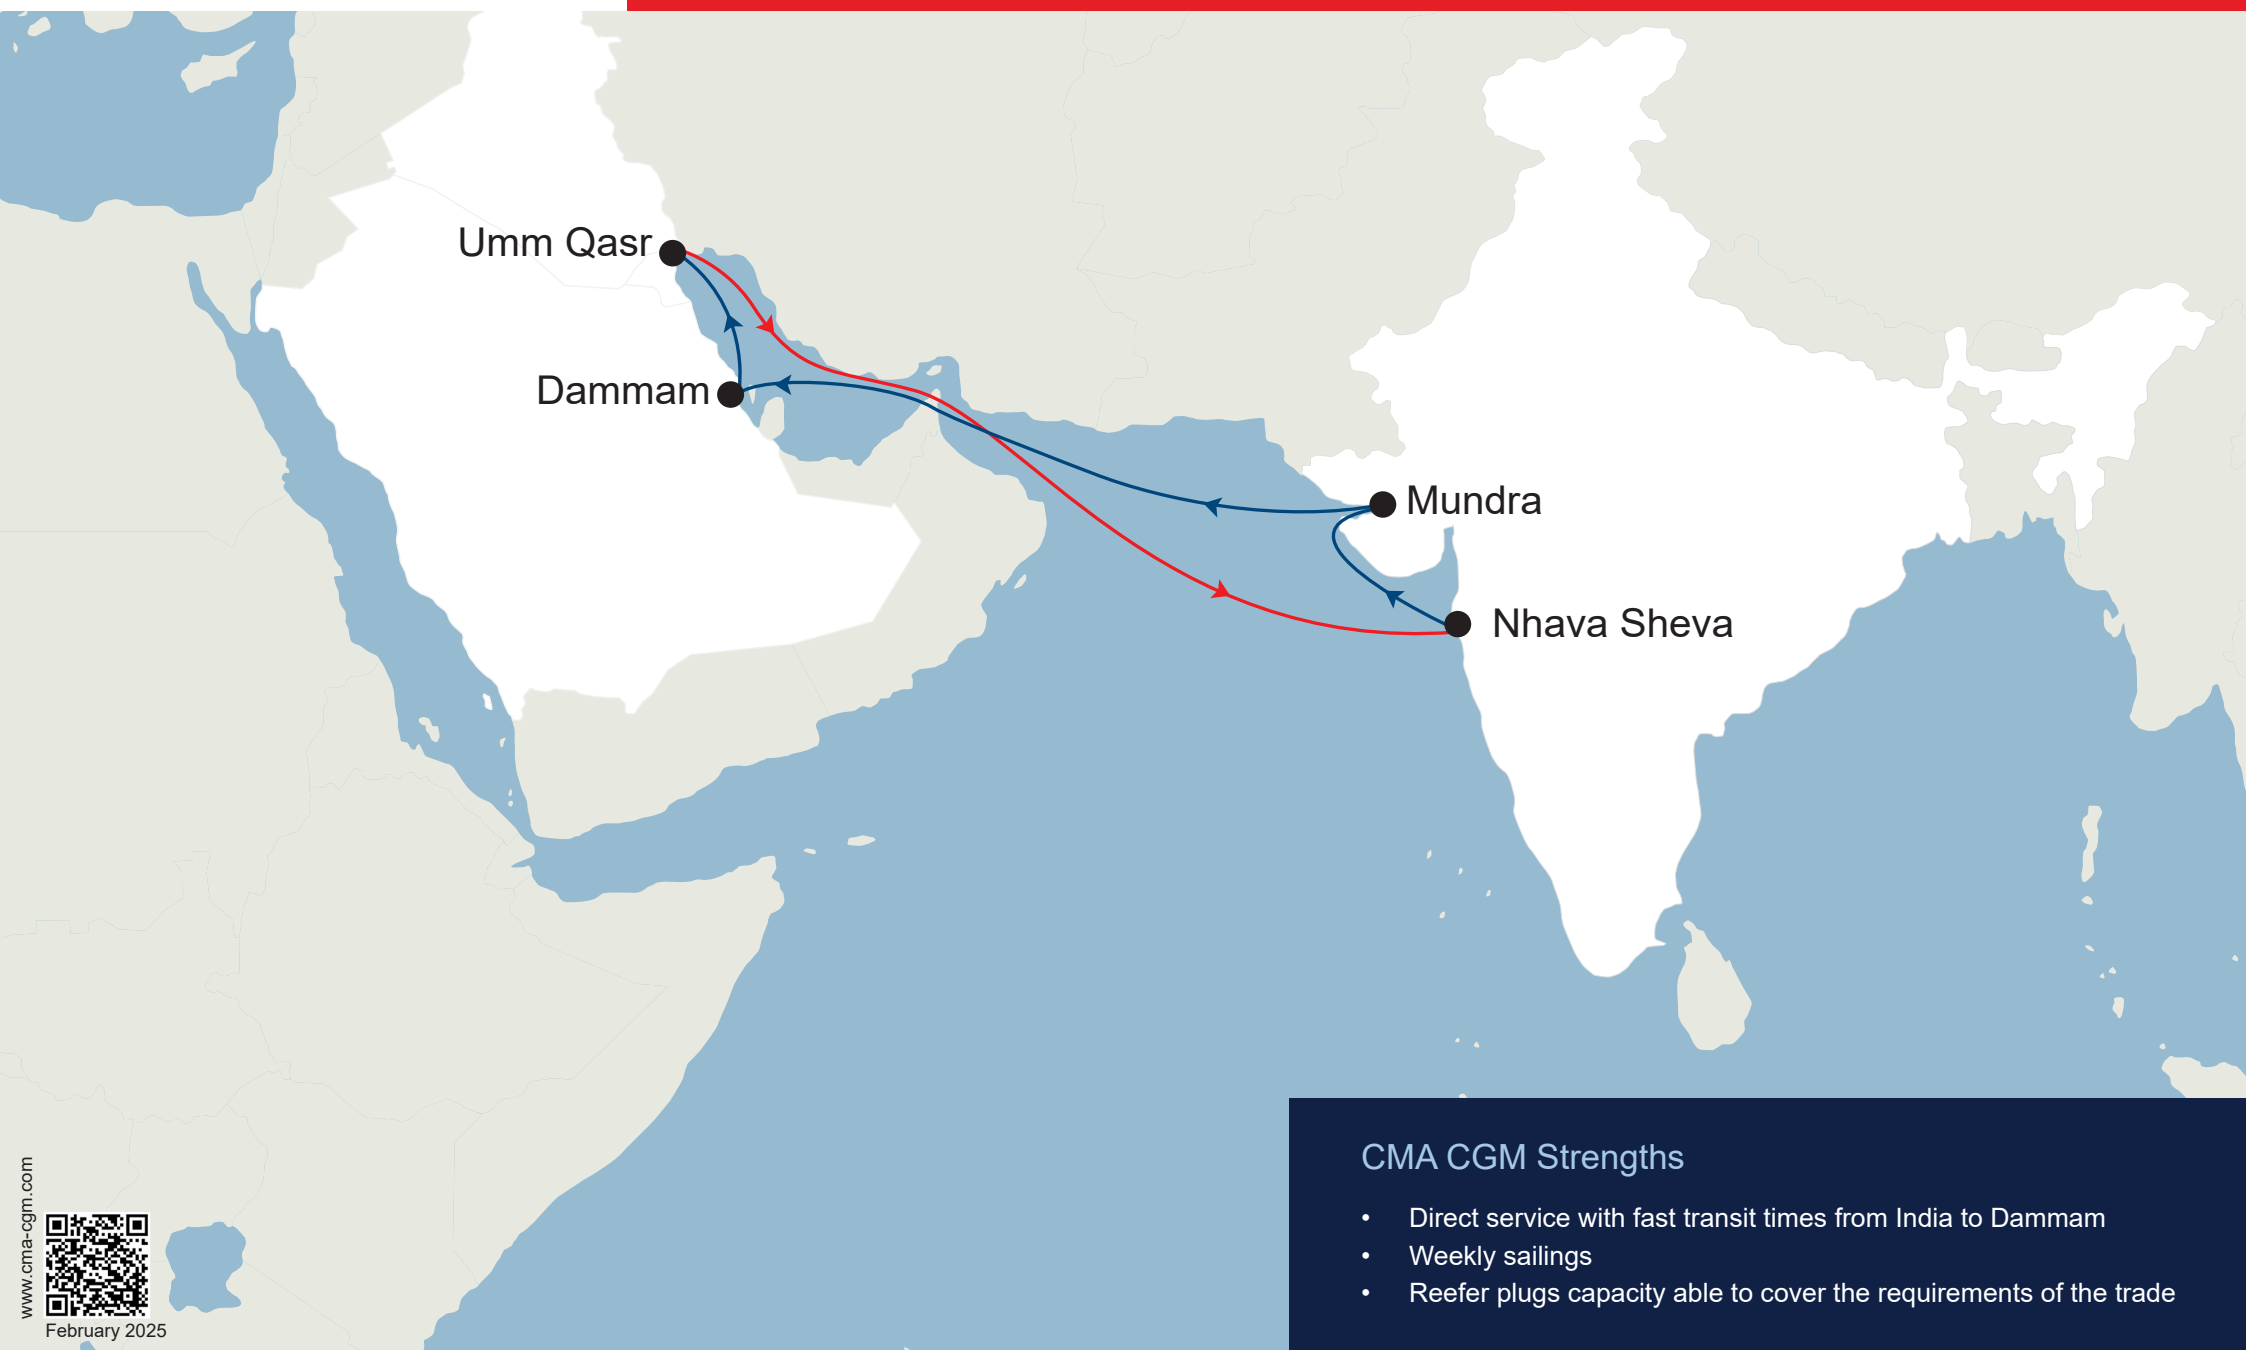 Umm Qasr
Dammam
Mundra
Nhava Sheva
CMA CGM Strengths
• Direct service with fast transit times from India to Dammam
• Weekly sailings
• Reefer plugs capacity able to cover the requirements of the trade
www.cma-cgm.com
February 2025